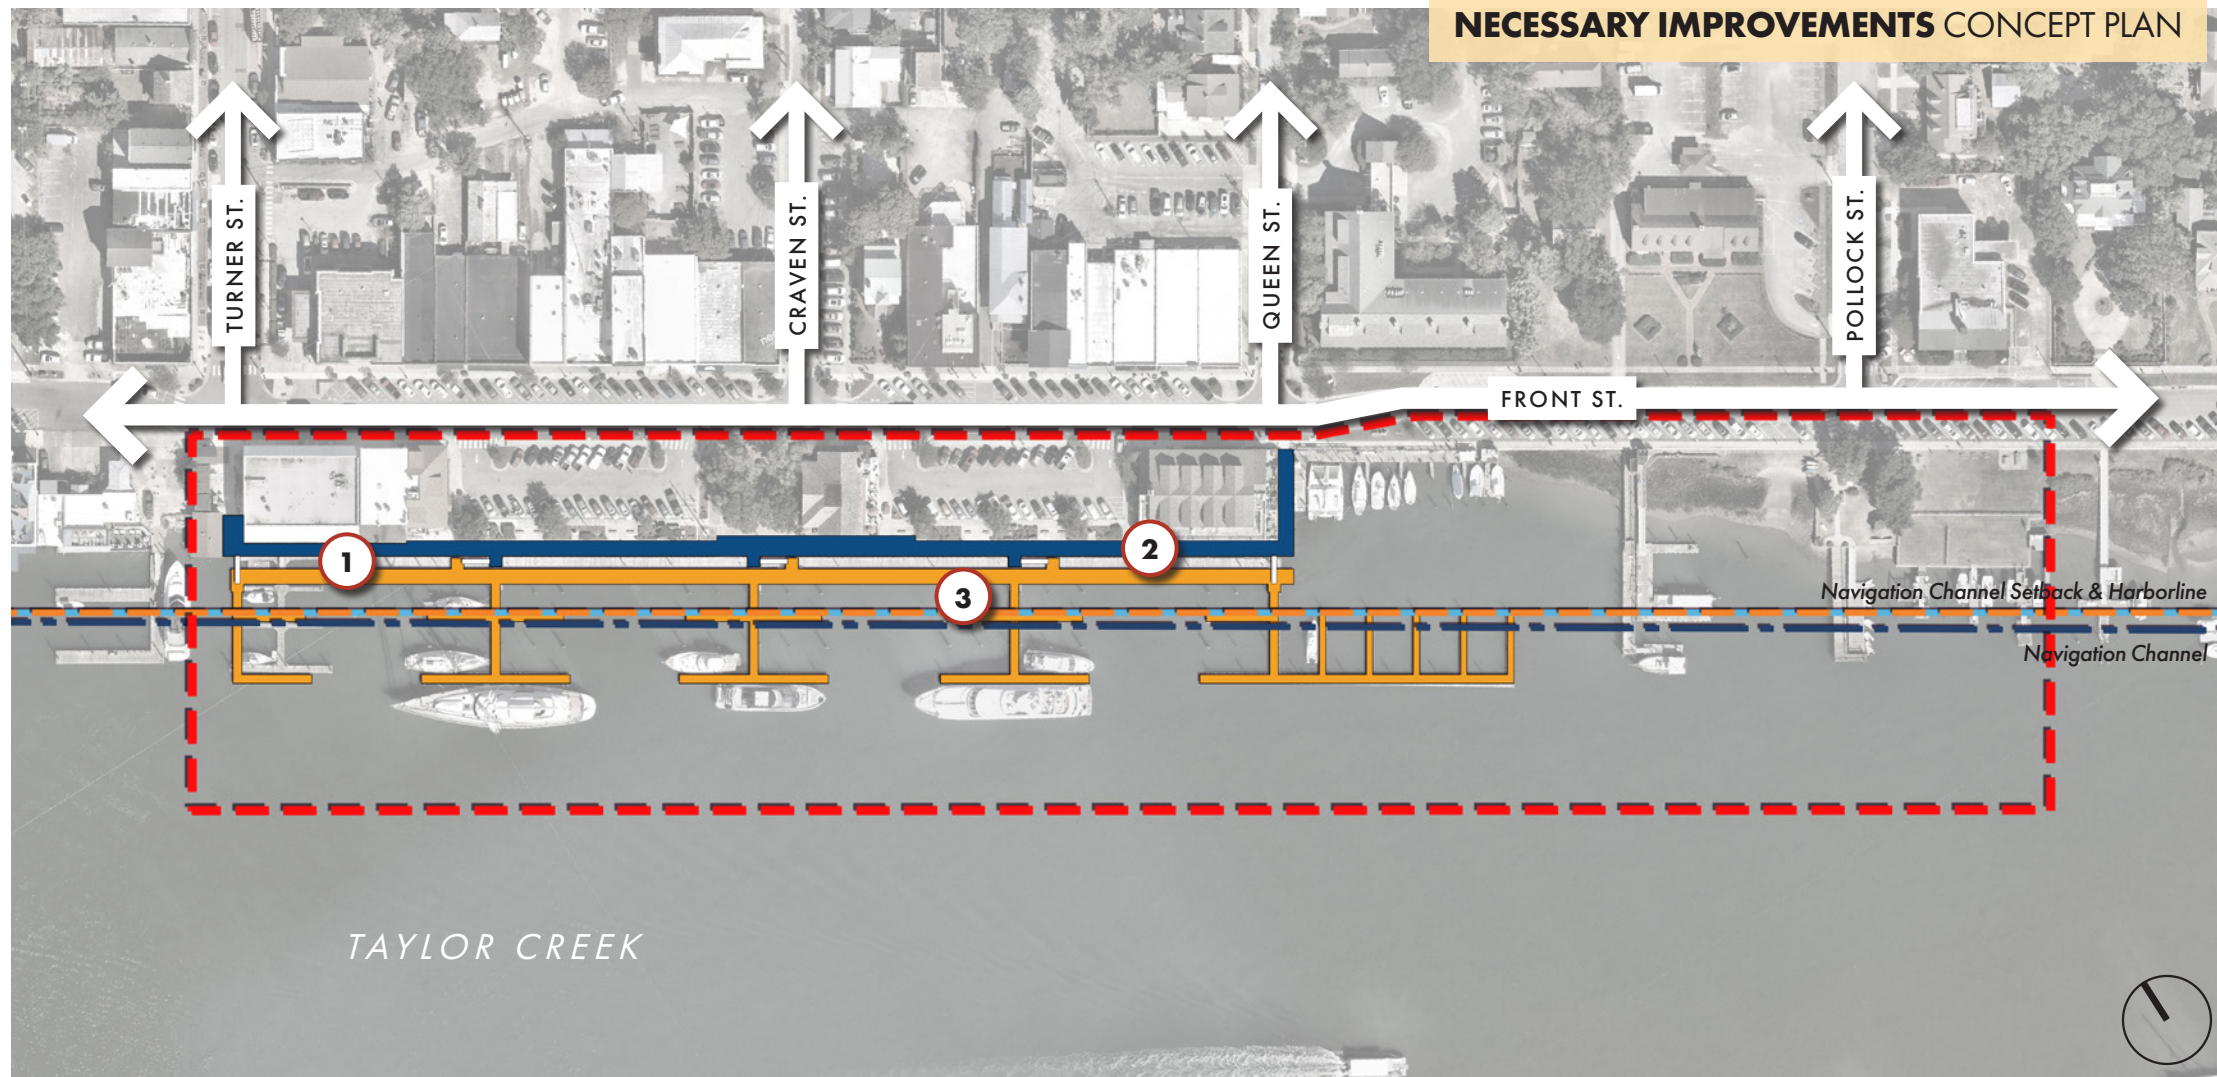 NECESSARY IMPROVEMENTS CONCEPT PLAN
TURNER ST.
CRAVEN ST.
QUEEN ST.
POLLOCK ST.
FRONT ST.
1
2
3
Navigation Channel Setback & Harborline
Navigation Channel
TAYLOR CREEK